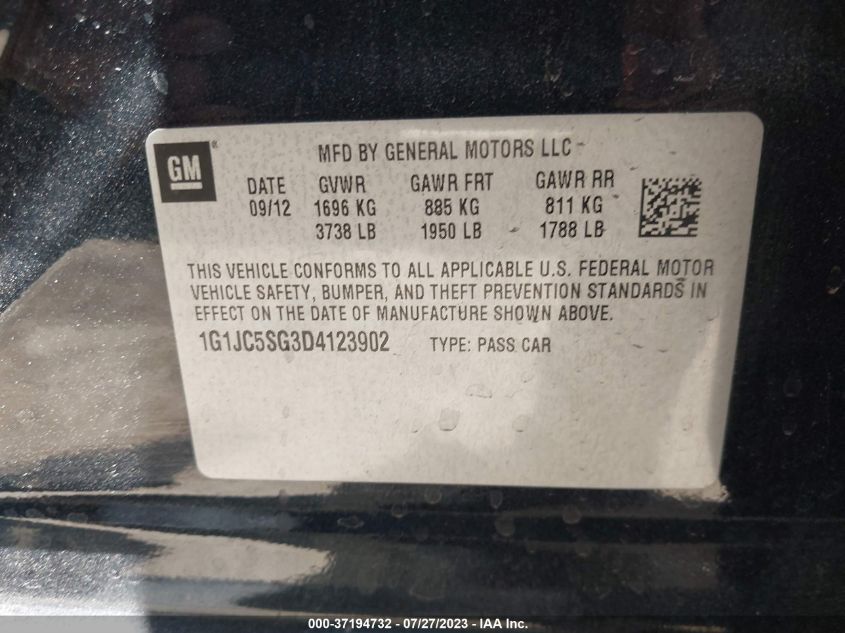 GM ®
MFD BY GENERAL MOTORS LLC
DATE GVWR GAWR FRT GAWR RR
09/12 1696 KG 885 KG 811 KG
3738 LB 1950 LB 1788 LB
THIS VEHICLE CONFORMS TO ALL APPLICABLE U.S. FEDERAL MOTOR
VEHICLE SAFETY, BUMPER, AND THEFT PREVENTION STANDARDS IN
EFFECT ON THE DATE OF MANUFACTURE SHOWN ABOVE.
1G1JC5SG3D4123902 TYPE: PASS CAR
000-37194732 - 07/27/2023 - IAA Inc.